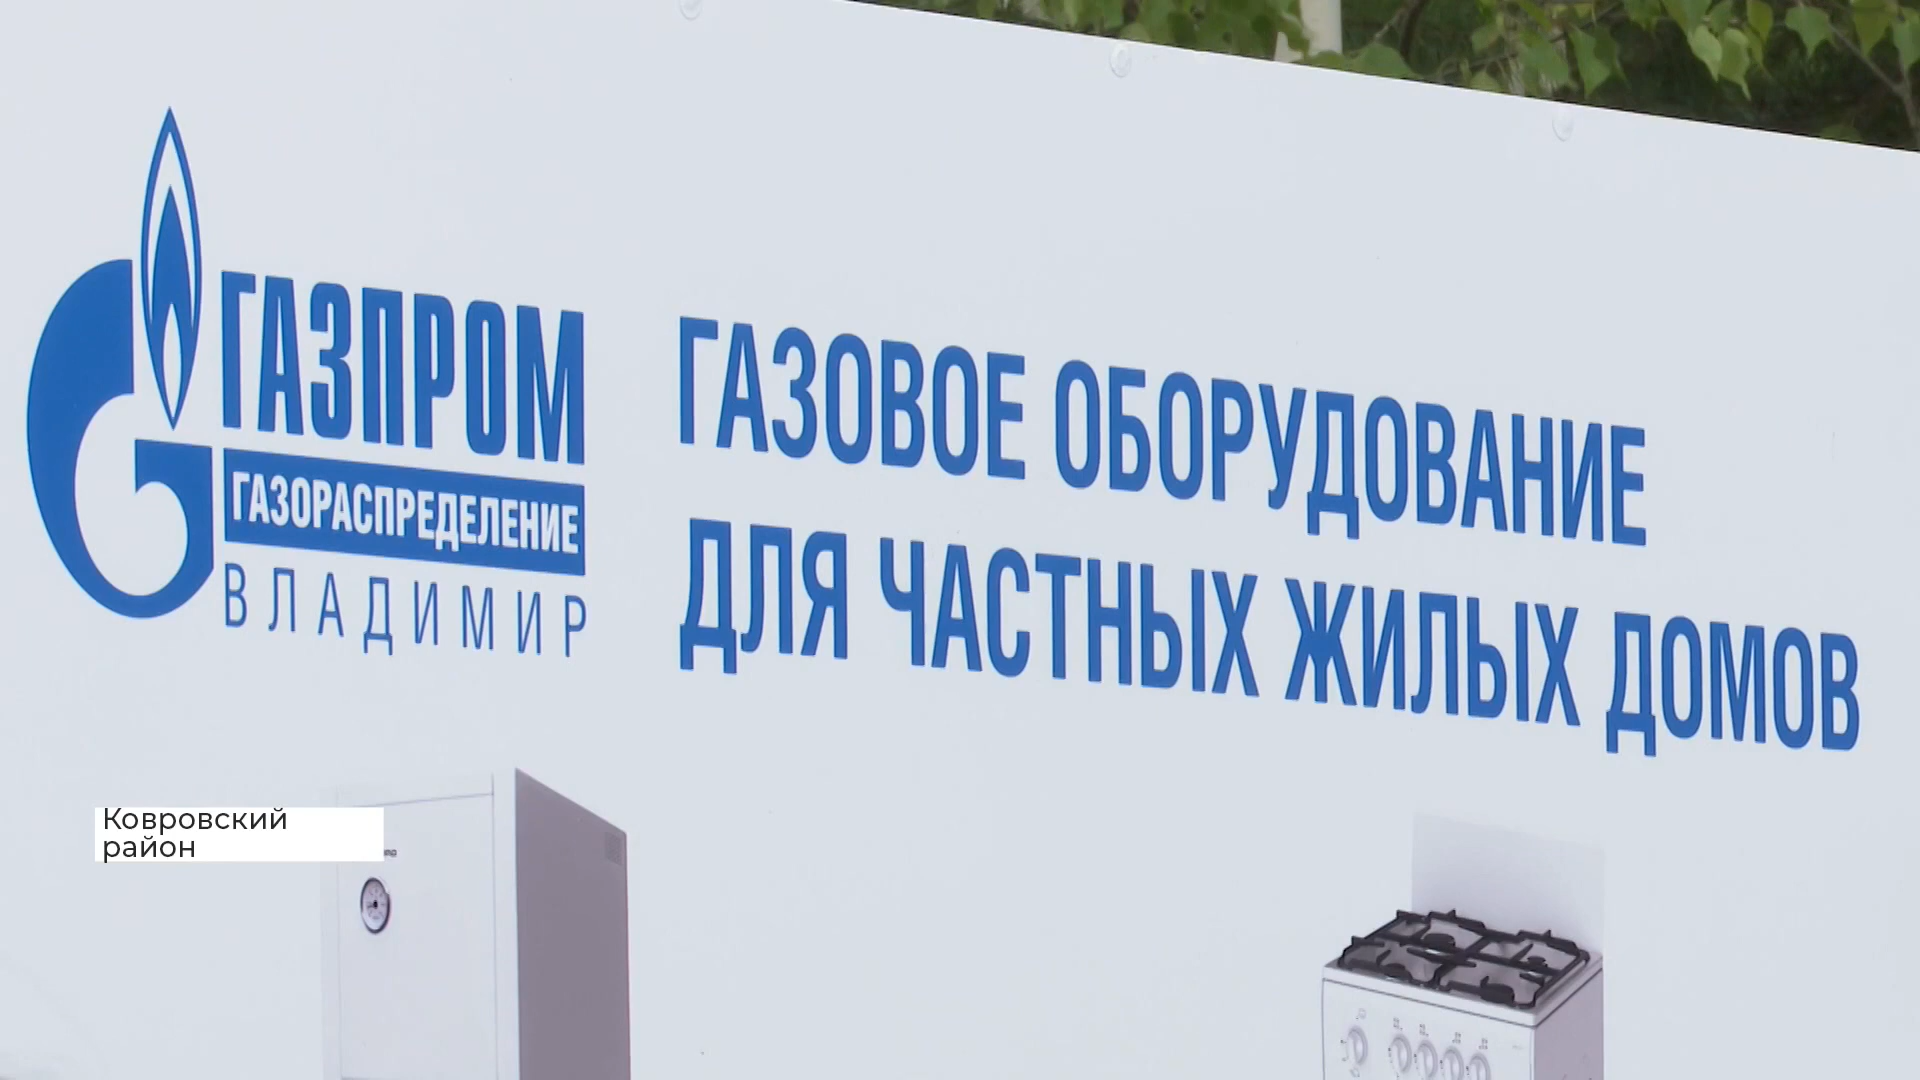 ГАЗПРОМ
ГАЗОРАСПРЕДЕЛЕНИЕ
ВЛАДИМИР
ГАЗОВОЕ ОБОРУДОВАНИЕ
ДЛЯ ЧАСТНЫХ ЖИЛЫХ ДОМОВ
Ковровский
район